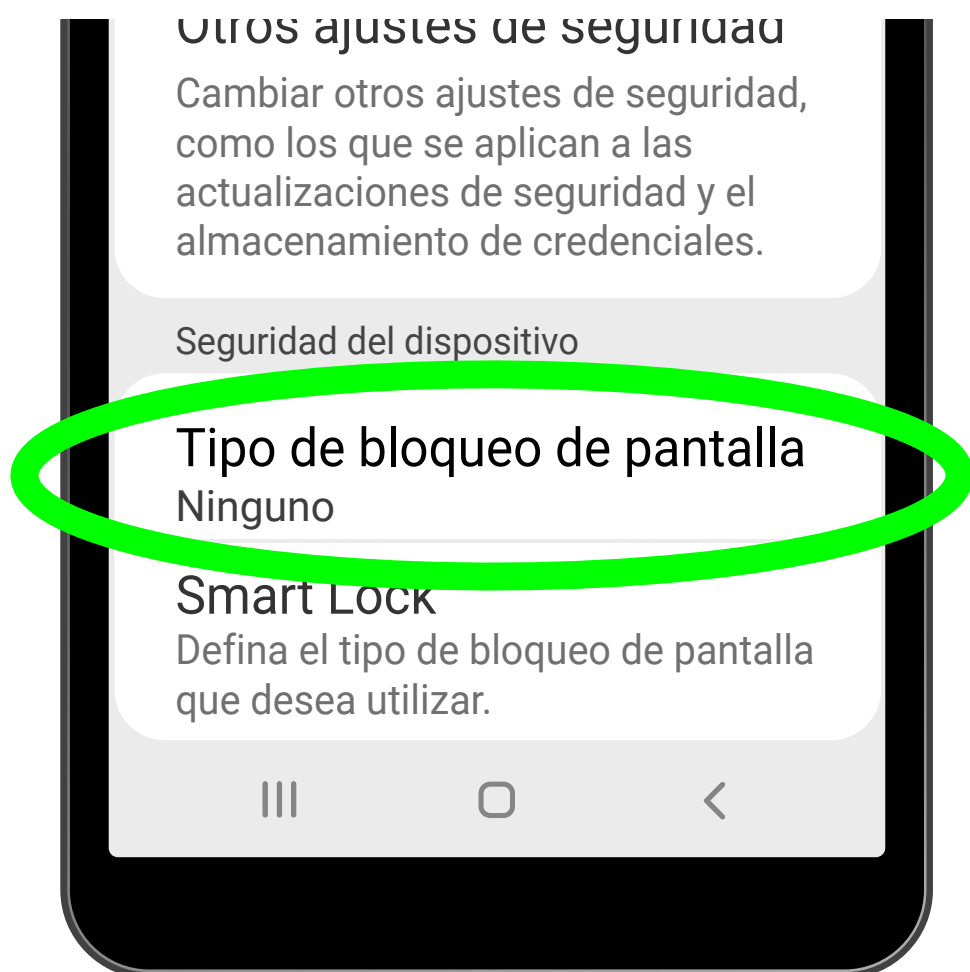 Otros ajustes de seguridad
Cambiar otros ajustes de seguridad,
como los que se aplican a las
actualizaciones de seguridad y el
almacenamiento de credenciales.
Seguridad del dispositivo
Tipo de bloqueo de pantalla
Ninguno
Smart Lock
Defina el tipo de bloqueo de pantalla
que desea utilizar.